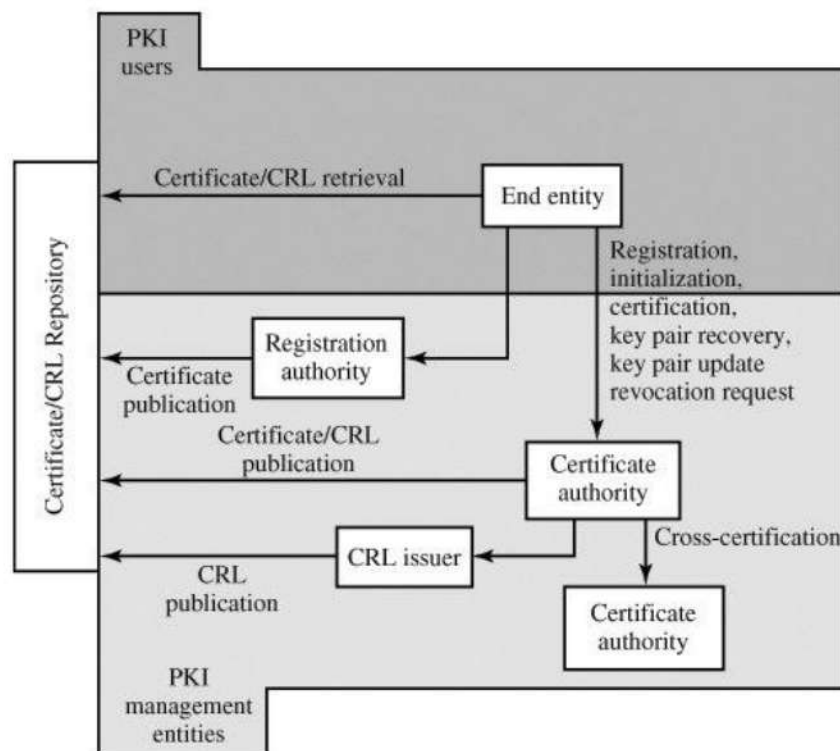 PKI
users
Certificate/CRL retrieval
End entity
Certificate/CRL Repository
Registration,
initialization,
certification,
key pair recovery,
key pair update
revocation request
Registration
authority
Certificate
publication
Certificate/CRL
publication
Certificate
authority
CRL issuer
Cross-certification
CRL
publication
Certificate
authority
PKI
management
entities